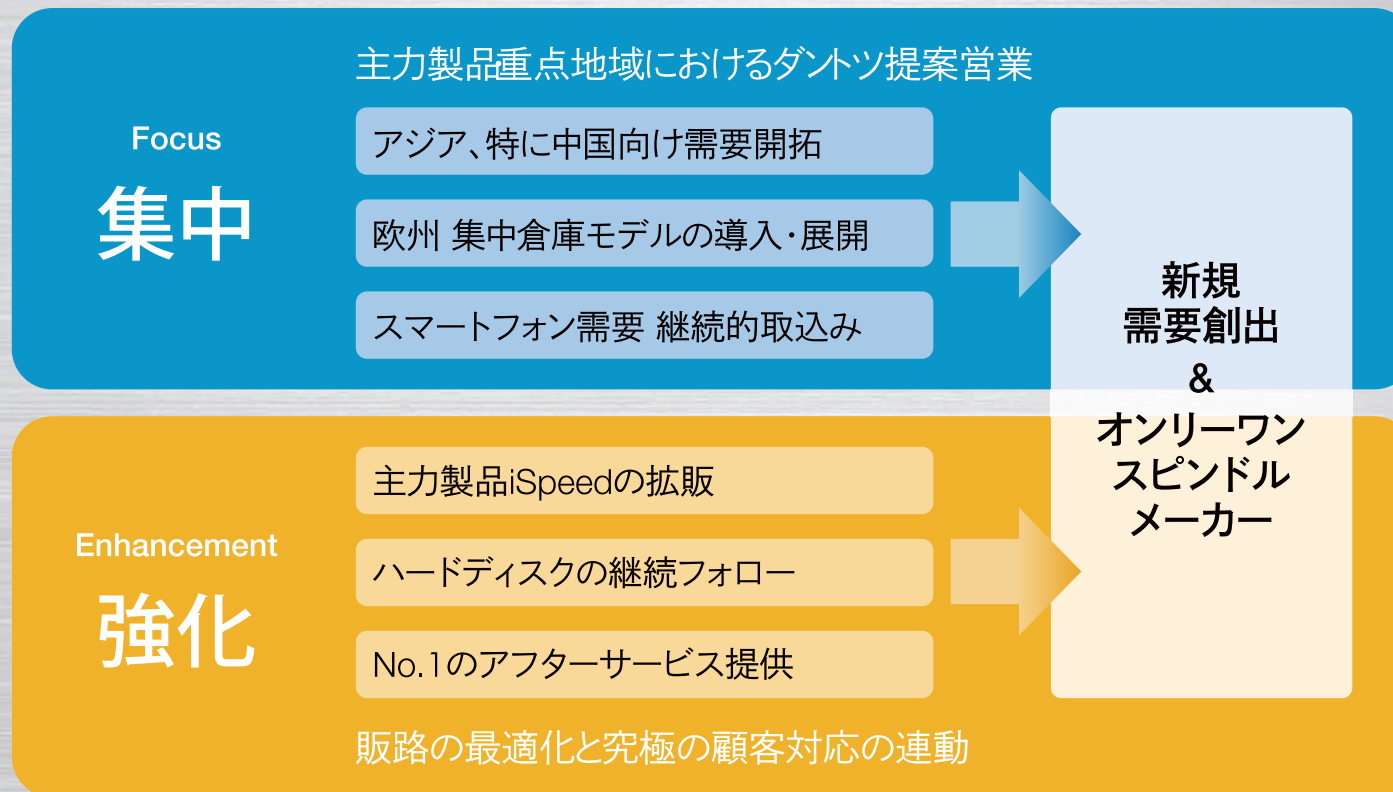 主力製品・重点地域におけるダントツ提案営業
Focus
集中
アジア、特に中国向け需要開拓
欧州 集中倉庫モデルの導入・展開
スマートフォン需要 継続的取込み
新規
需要創出
&
オンリーワン
スピンドル
メーカー
Enhancement
強化
主力製品iSpeedの拡販
ハードディスクの継続フォロー
No.1のアフターサービス提供
販路の最適化と究極の顧客対応の連動